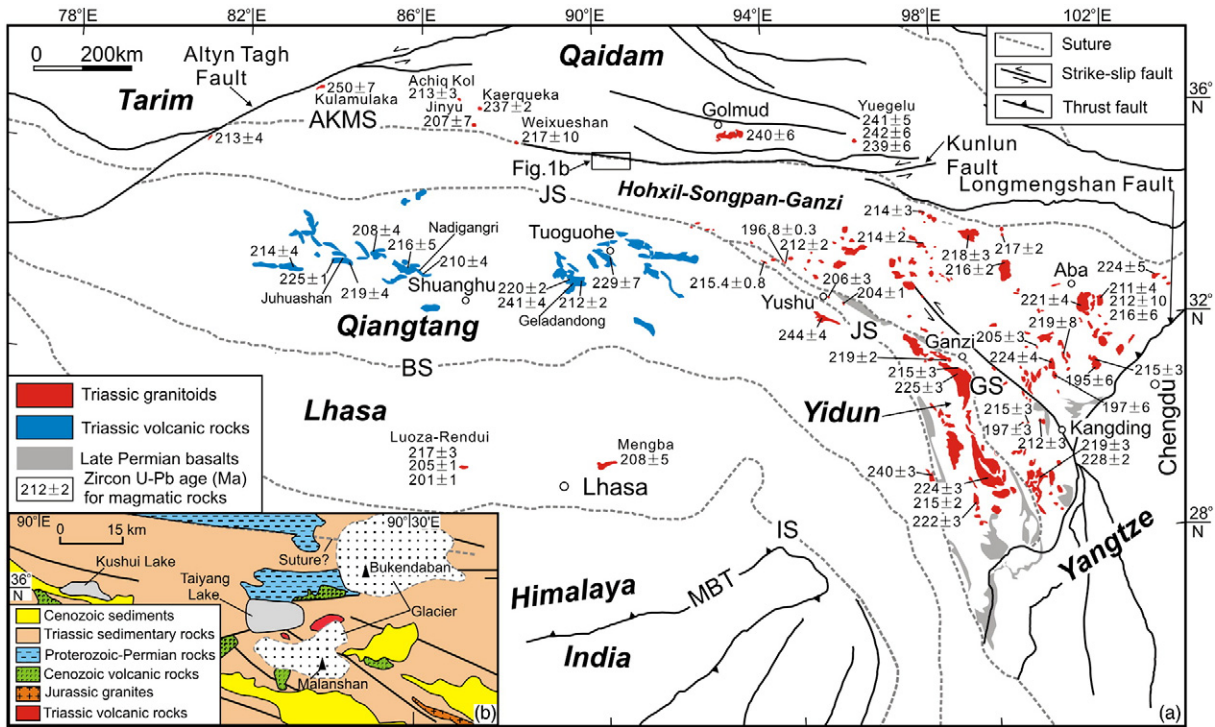 78°E
82°E
86°E
90°E
94°E
98°E
102°E
0 200km
Altyn Tagh
Fault
Qaidam
Suture
Strike-slip fault
Thrust fault
Tarim
250±7
Kulamulaka
AKMS
Achiq Kol
213±3
Jinyu
207±7
Kaerqueka
237±2
Weixueshan
217±10
213±4
Golmud
240±6
Yuegelu
241±5
242±6
239±6
36°
N
Kunlun
Fault
Fig.1b
JS
Hohxil-Songpan-Ganzi
Longmengshan Fault
208±4
Nadigangri
216±5
214±4
210±4
225±1
Juhuashan
219±4
Shuanghu
Tuoguohe
220±2
241±4
229±7
212±2
Geladandong
196.8±0.3
212±2
215.4±0.8
214±3
214±2
218±3
216±2
217±2
Aba
224±5
211±4
212±10
216±6
221±4
219±8
32°
N
Yushu
206±3
204±1
244±4
JS
Ganzi
205±3
224±4
219±2
215±3
225±3
GS
195±6
215±3
197±6
Qiangtang
BS
Lhasa
Yidun
215±3
197±3
212±3
Kangding
219±3
228±2
Chengdu
240±3
224±3
215±2
222±3
28°
N
Triassic granitoids
Triassic volcanic rocks
Late Permian basalts
212±2
Zircon U-Pb age (Ma)
for magmatic rocks
Luoza-Rendui
217±3
205±1
201±1
Mengba
208±5
Lhasa
IS
Himalaya
MBT
India
Yangtze
(a)
90°E
0 15 km
90°30'E
Kushui Lake
Suture?
Bukendaban
36°
N
Taiyang
Lake
Glacier
Malanshan
Cenozoic sediments
Triassic sedimentary rocks
Proterozoic-Permian rocks
Cenozoic volcanic rocks
Jurassic granites
Triassic volcanic rocks
(b)